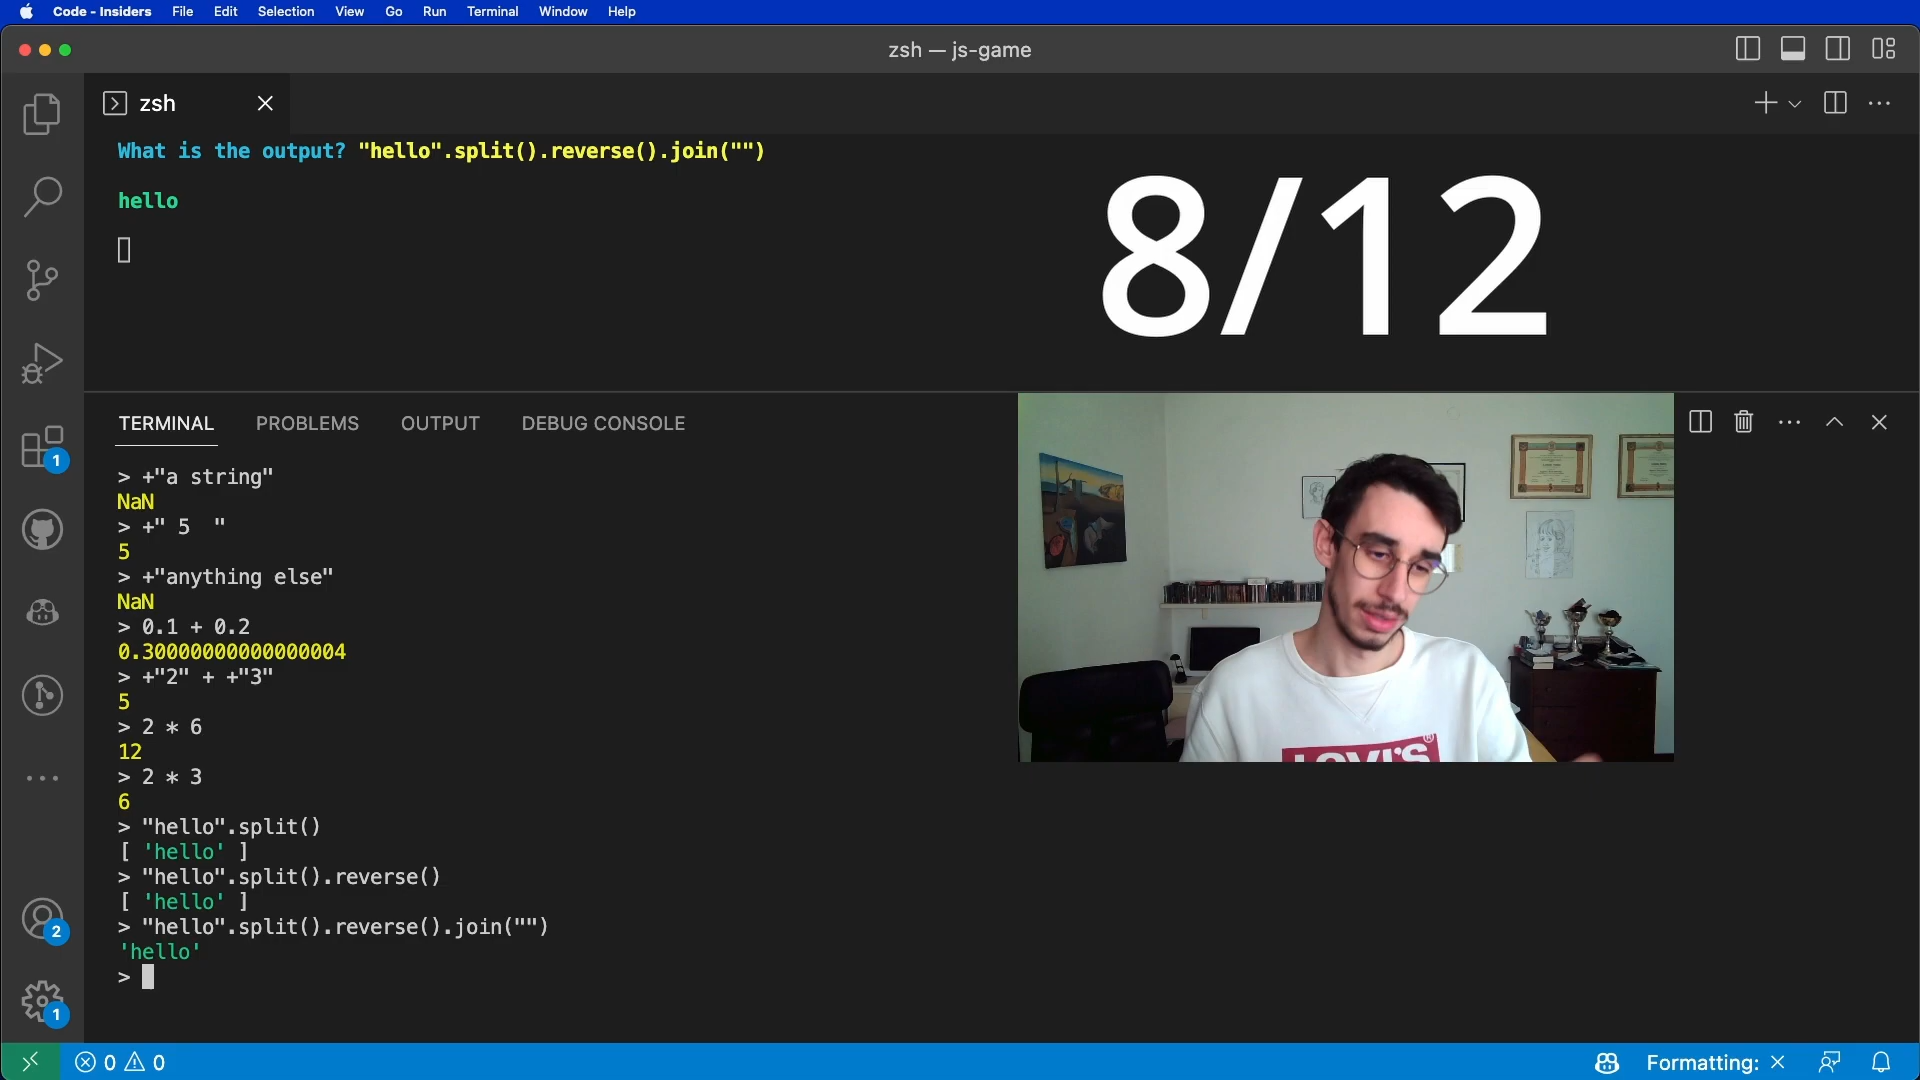 Code - Insiders File Edit Selection View Go Run Terminal Window Help
zsh — js-game
zsh
What is the output? "hello".split().reverse().join("")
hello
8/12
TERMINAL PROBLEMS OUTPUT DEBUG CONSOLE
> +"a string"
NaN
> +" 5  "
5
> +"anything else"
NaN
> 0.1 + 0.2
0.30000000000000004
> +"2" + +"3"
5
> 2 * 6
12
> 2 * 3
6
> "hello".split()
[ 'hello' ]
> "hello".split().reverse()
[ 'hello' ]
> "hello".split().reverse().join("")
'hello'
>
LEVI'S®
1
2
1
0 0 Formatting: ×